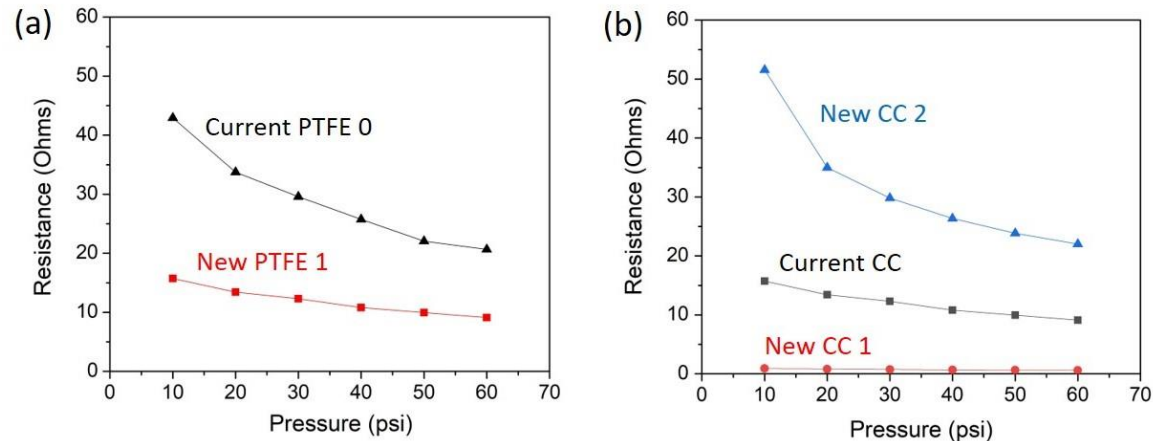 (a)
60
50
40
30
20
10
0
Resistance (Ohms)
Current PTFE 0
New PTFE 1
0 10 20 30 40 50 60 70
Pressure (psi)
(b)
60
50
40
30
20
10
0
Resistance (Ohms)
New CC 2
Current CC
New CC 1
0 10 20 30 40 50 60 70
Pressure (psi)